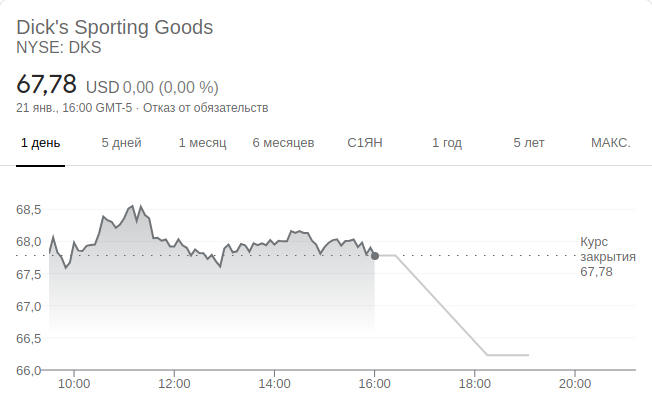 Dick's Sporting Goods
NYSE: DKS
67,78 USD 0,00 (0,00 %)
21 янв., 16:00 GMT-5 · Отказ от обязательств
1 день 5 дней 1 месяц 6 месяцев С1ЯН 1 год 5 лет МАКС.
68,5
68,0
67,5
67,0
66,5
66,0
Курс
закрытия
67,78
10:00 12:00 14:00 16:00 18:00 20:00